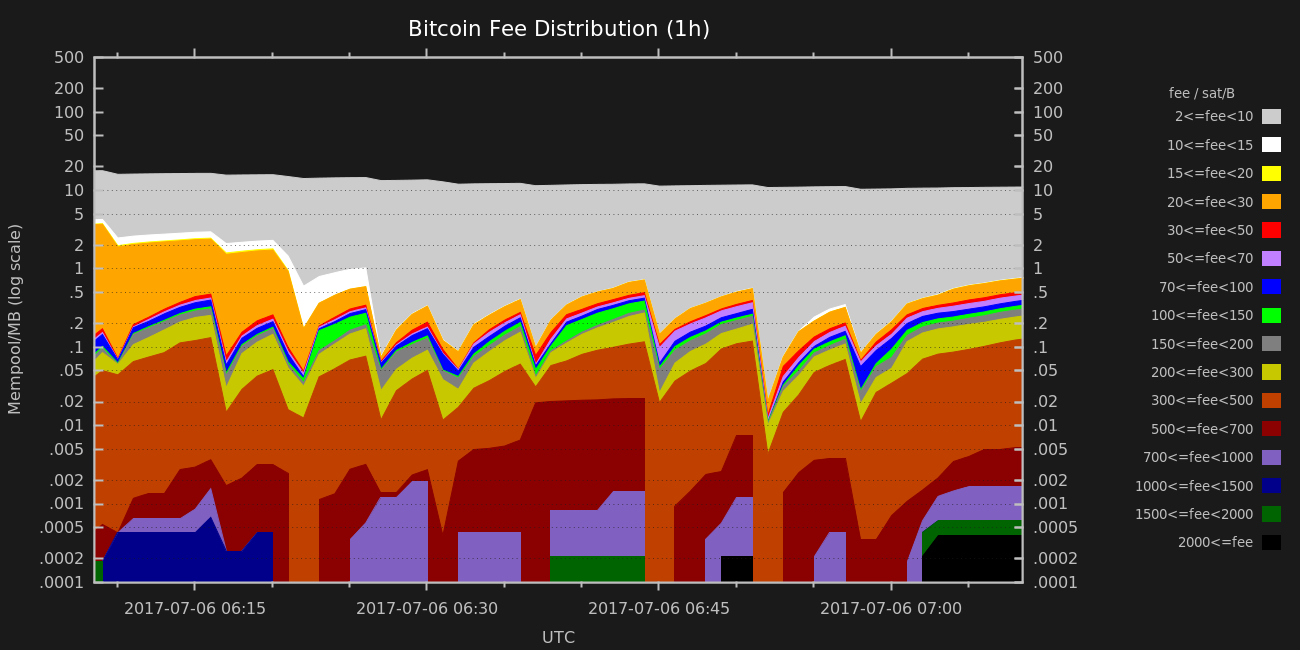 Bitcoin Fee Distribution (1h)
500 500
200 200
100 100
50 50
20 20
10 10
5 5
2 2
1 1
.5 .5
.2 .2
.1 .1
.05 .05
.02 .02
.01 .01
.005 .005
.002 .002
.001 .001
.0005 .0005
.0002 .0002
.0001 .0001
Mempool/MB (log scale)
2017-07-06 06:15 2017-07-06 06:30 2017-07-06 06:45 2017-07-06 07:00
UTC
fee / sat/B
2<=fee<10
10<=fee<15
15<=fee<20
20<=fee<30
30<=fee<50
50<=fee<70
70<=fee<100
100<=fee<150
150<=fee<200
200<=fee<300
300<=fee<500
500<=fee<700
700<=fee<1000
1000<=fee<1500
1500<=fee<2000
2000<=fee